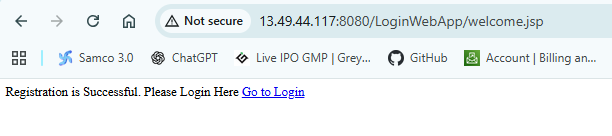 Not secure 13.49.44.117:8080/LoginWebApp/welcome.jsp
Samco 3.0 ChatGPT Live IPO GMP | Grey... GitHub Account | Billing an...
Registration is Successful. Please Login Here Go to Login